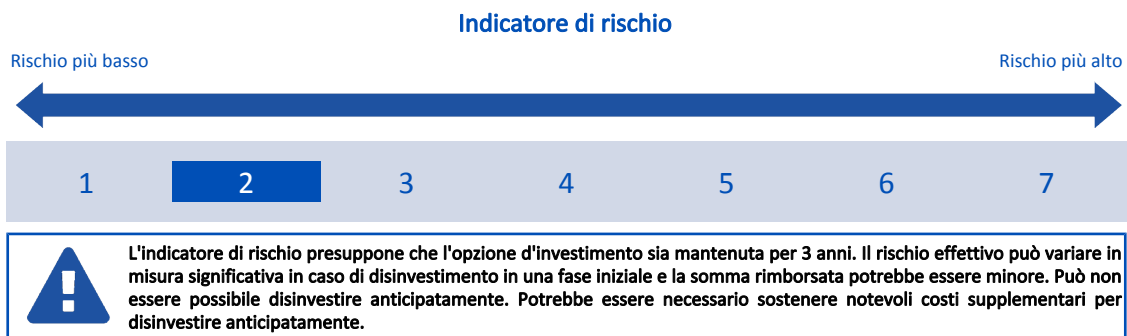 Indicatore di rischio
Rischio più basso
Rischio più alto
1 2 3 4 5 6 7
L'indicatore di rischio presuppone che l'opzione d'investimento sia mantenuta per 3 anni. Il rischio effettivo può variare in
misura significativa in caso di disinvestimento in una fase iniziale e la somma rimborsata potrebbe essere minore. Può non
essere possibile disinvestire anticipatamente. Potrebbe essere necessario sostenere notevoli costi supplementari per
disinvestire anticipatamente.